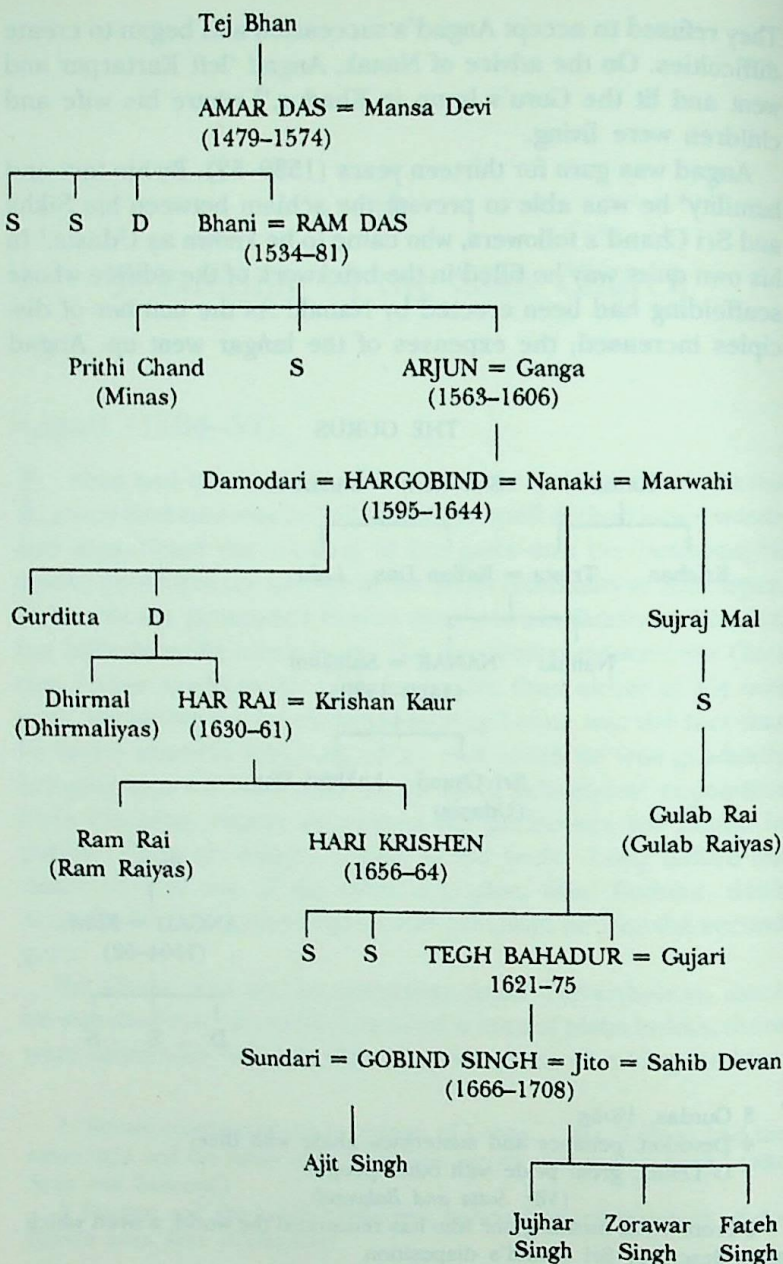 Tej Bhan
AMAR DAS = Mansa Devi
(1479–1574)
S S D Bhani = RAM DAS
(1534–81)
Prithi Chand S ARJUN = Ganga
(Minas) (1563–1606)
Damodari = HARGOBIND = Nanaki = Marwahi
(1595–1644)
Gurditta D Sujraj Mal
Dhirmal HAR RAI = Krishan Kaur S
(Dhirmaliyas) (1630–61)
Ram Rai HARI KRISHEN Gulab Rai
(Ram Raiyas) (1656–64) (Gulab Raiyas)
S S TEGH BAHADUR = Gujari
1621–75
Sundari = GOBIND SINGH = Jito = Sahib Devan
(1666–1708)
Ajit Singh
Jujhar Zorawar Fateh
Singh Singh Singh